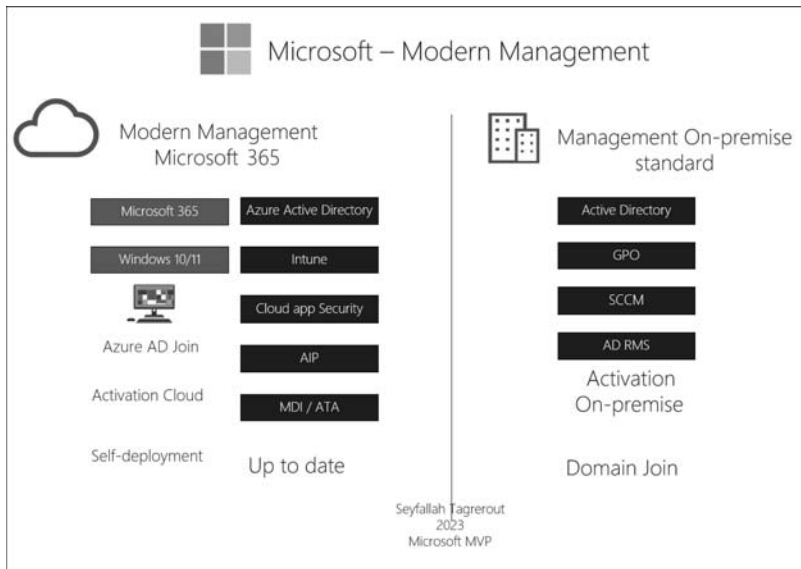 Microsoft – Modern Management
Modern Management
Microsoft 365
Microsoft 365
Windows 10/11
Azure AD Join
Activation Cloud
Self-deployment
Azure Active Directory
Intune
Cloud app Security
AIP
MDI / ATA
Up to date
Management On-premise
standard
Active Directory
GPO
SCCM
AD RMS
Activation
On-premise
Domain Join
Seyfallah Tagrerout
2023
Microsoft MVP